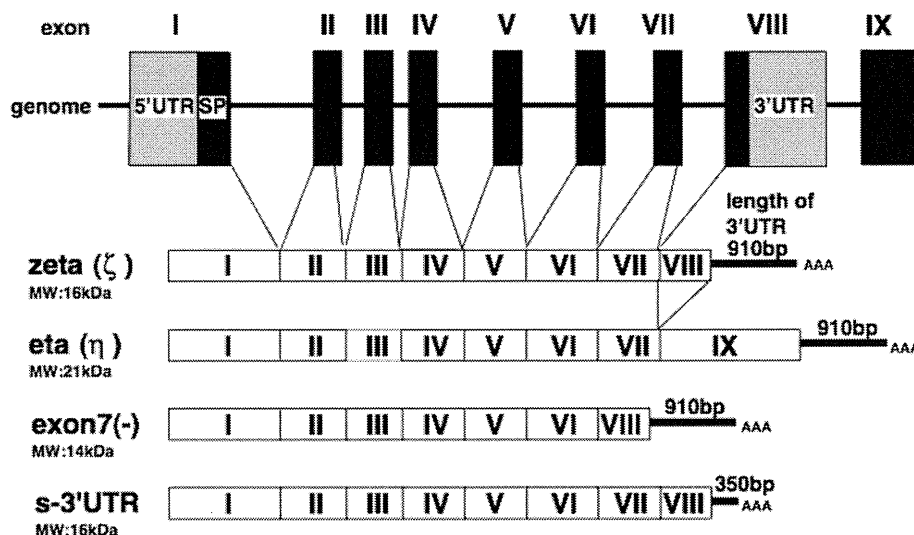 exon I II III IV V VI VII VIII IX
genome 5'UTR SP 3'UTR
length of
3'UTR
zeta (ζ) I II III IV V VI VII VIII 910bp AAA
MW:16kDa
eta (η) I II III IV V VI VII IX 910bp AAA
MW:21kDa
exon7(-) I II III IV V VI VIII 910bp AAA
MW:14kDa
s-3'UTR I II III IV V VI VII VIII 350bp AAA
MW:16kDa